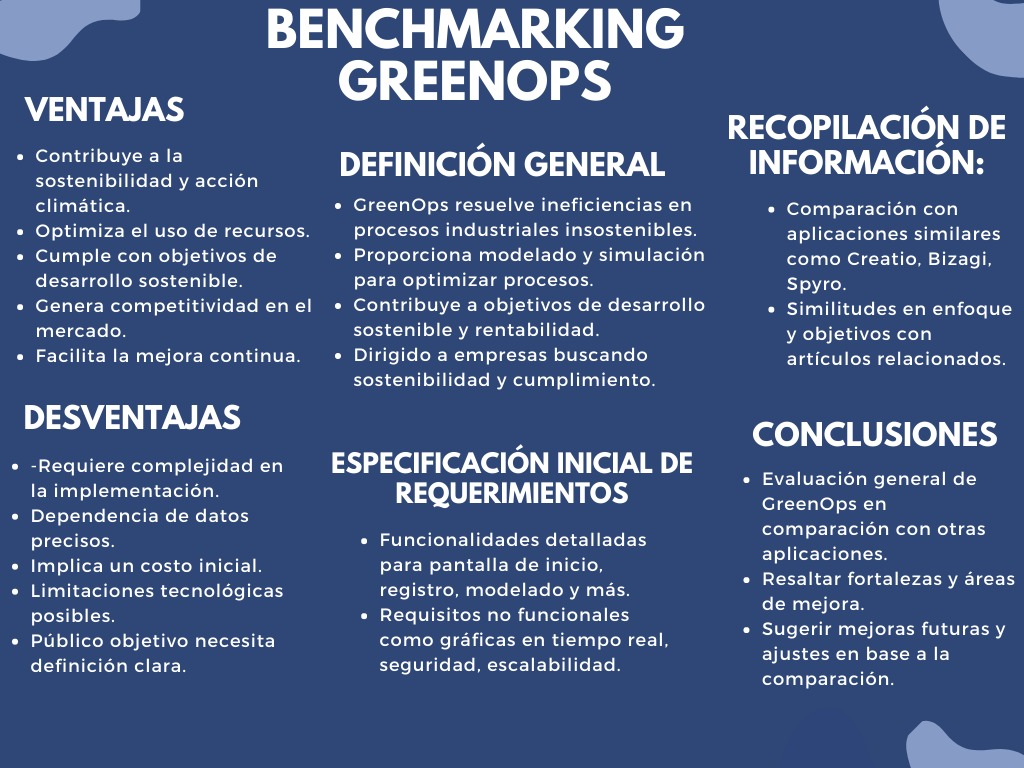 BENCHMARKING
GREENOPS
VENTAJAS
• Contribuye a la
sostenibilidad y acción
climática.
• Optimiza el uso de recursos.
• Cumple con objetivos de
desarrollo sostenible.
• Genera competitividad en el
mercado.
• Facilita la mejora continua.
DESVENTAJAS
• -Requiere complejidad en
la implementación.
• Dependencia de datos
precisos.
• Implica un costo inicial.
• Limitaciones tecnológicas
posibles.
• Público objetivo necesita
definición clara.
DEFINICIÓN GENERAL
• GreenOps resuelve ineficiencias en
procesos industriales insostenibles.
• Proporciona modelado y simulación
para optimizar procesos.
• Contribuye a objetivos de desarrollo
sostenible y rentabilidad.
• Dirigido a empresas buscando
sostenibilidad y cumplimiento.
ESPECIFICACIÓN INICIAL DE
REQUERIMIENTOS
• Funcionalidades detalladas
para pantalla de inicio,
registro, modelado y más.
• Requisitos no funcionales
como gráficas en tiempo real,
seguridad, escalabilidad.
RECOPILACIÓN DE
INFORMACIÓN:
• Comparación con
aplicaciones similares
como Creatio, Bizagi,
Spyro.
• Similitudes en enfoque
y objetivos con
artículos relacionados.
CONCLUSIONES
• Evaluación general de
GreenOps en
comparación con otras
aplicaciones.
• Resaltar fortalezas y áreas
de mejora.
• Sugerir mejoras futuras y
ajustes en base a la
comparación.